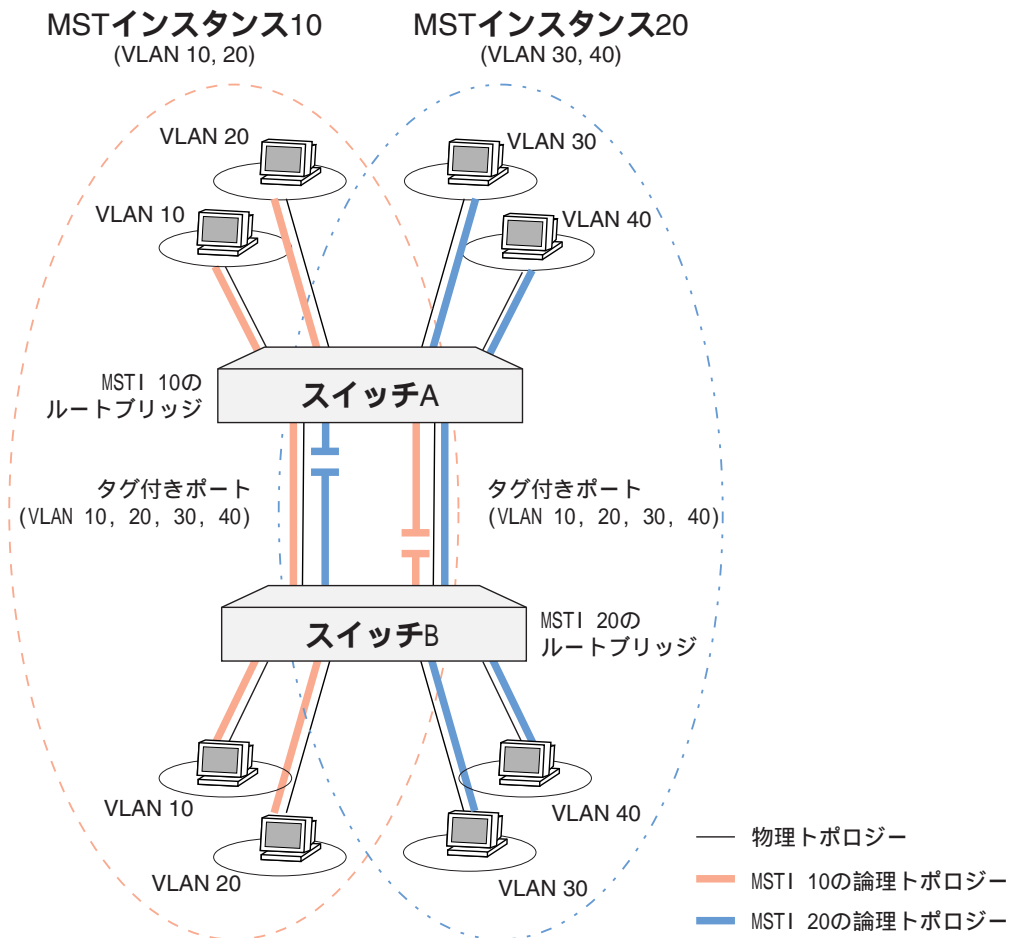 MSTインスタンス10
(VLAN 10, 20)
MSTインスタンス20
(VLAN 30, 40)
VLAN 20
VLAN 30
VLAN 10
VLAN 40
MSTI 10の
ルートブリッジ
スイッチA
タグ付きポート
(VLAN 10, 20, 30, 40)
タグ付きポート
(VLAN 10, 20, 30, 40)
スイッチB
MSTI 20の
ルートブリッジ
VLAN 10
VLAN 40
VLAN 20
VLAN 30
物理トポロジー
MSTI 10の論理トポロジー
MSTI 20の論理トポロジー